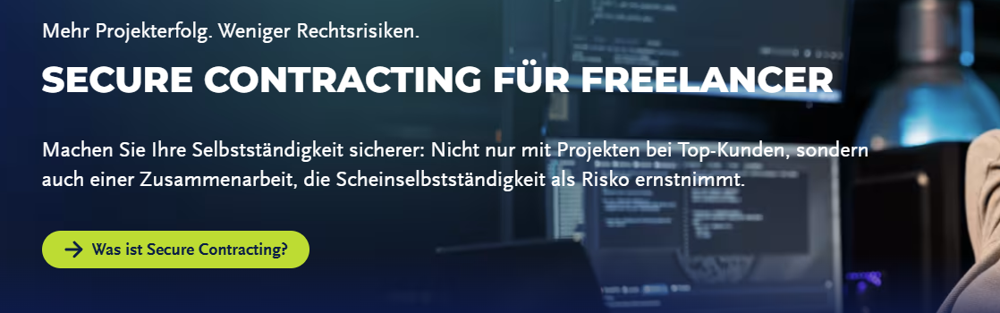 Mehr Projekterfolg. Weniger Rechtsrisiken.
SECURE CONTRACTING FÜR FREELANCER
Machen Sie Ihre Selbstständigkeit sicherer: Nicht nur mit Projekten bei Top-Kunden, sondern
auch einer Zusammenarbeit, die Scheinselbstständigkeit als Risko ernstnimmt.
→ Was ist Secure Contracting?